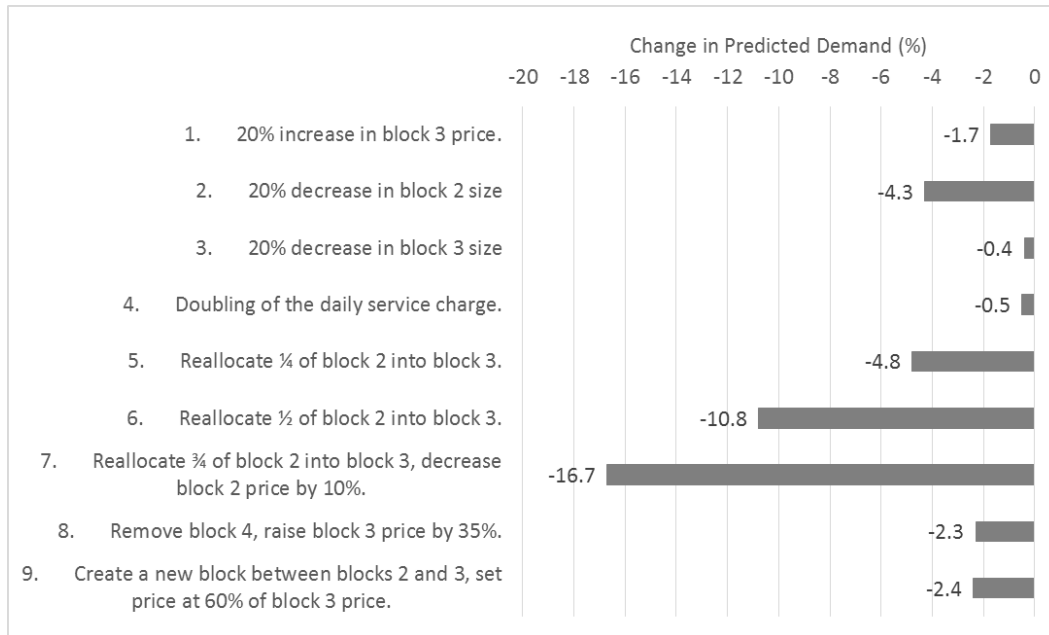 Change in Predicted Demand (%)
-20 -18 -16 -14 -12 -10 -8 -6 -4 -2 0
1. 20% increase in block 3 price.
-1.7
2. 20% decrease in block 2 size
-4.3
3. 20% decrease in block 3 size
-0.4
4. Doubling of the daily service charge.
-0.5
5. Reallocate ¼ of block 2 into block 3.
-4.8
6. Reallocate ½ of block 2 into block 3.
-10.8
7. Reallocate ¾ of block 2 into block 3, decrease
block 2 price by 10%.
-16.7
8. Remove block 4, raise block 3 price by 35%.
-2.3
9. Create a new block between blocks 2 and 3, set
price at 60% of block 3 price.
-2.4